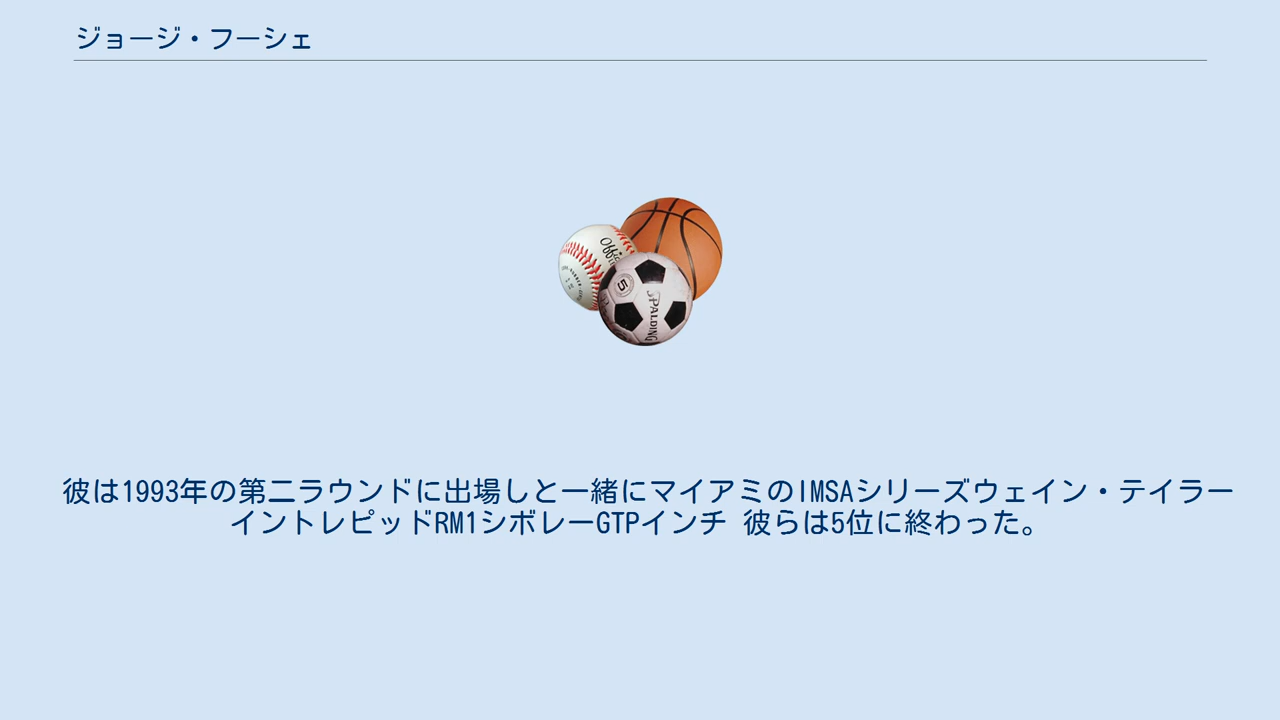 ジョージ・フーシェ
Offic
5
SPALDING
彼は1993年の第二ラウンドに出場しと一緒にマイアミのIMSAシリーズウェイン・テイラー
イントレピッドRM1シボレーGTPインチ 彼らは5位に終わった。